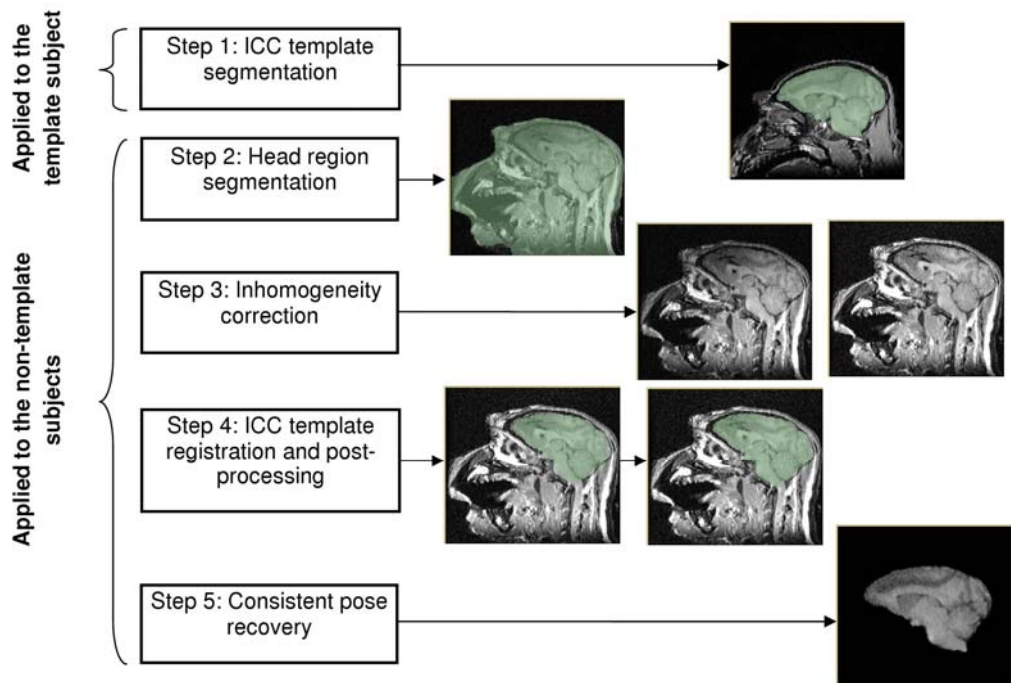 Applied to the
template subject
Step 1: ICC template
segmentation
Applied to the non-template
subjects
Step 2: Head region
segmentation
Step 3: Inhomogeneity
correction
Step 4: ICC template
registration and post-
processing
Step 5: Consistent pose
recovery